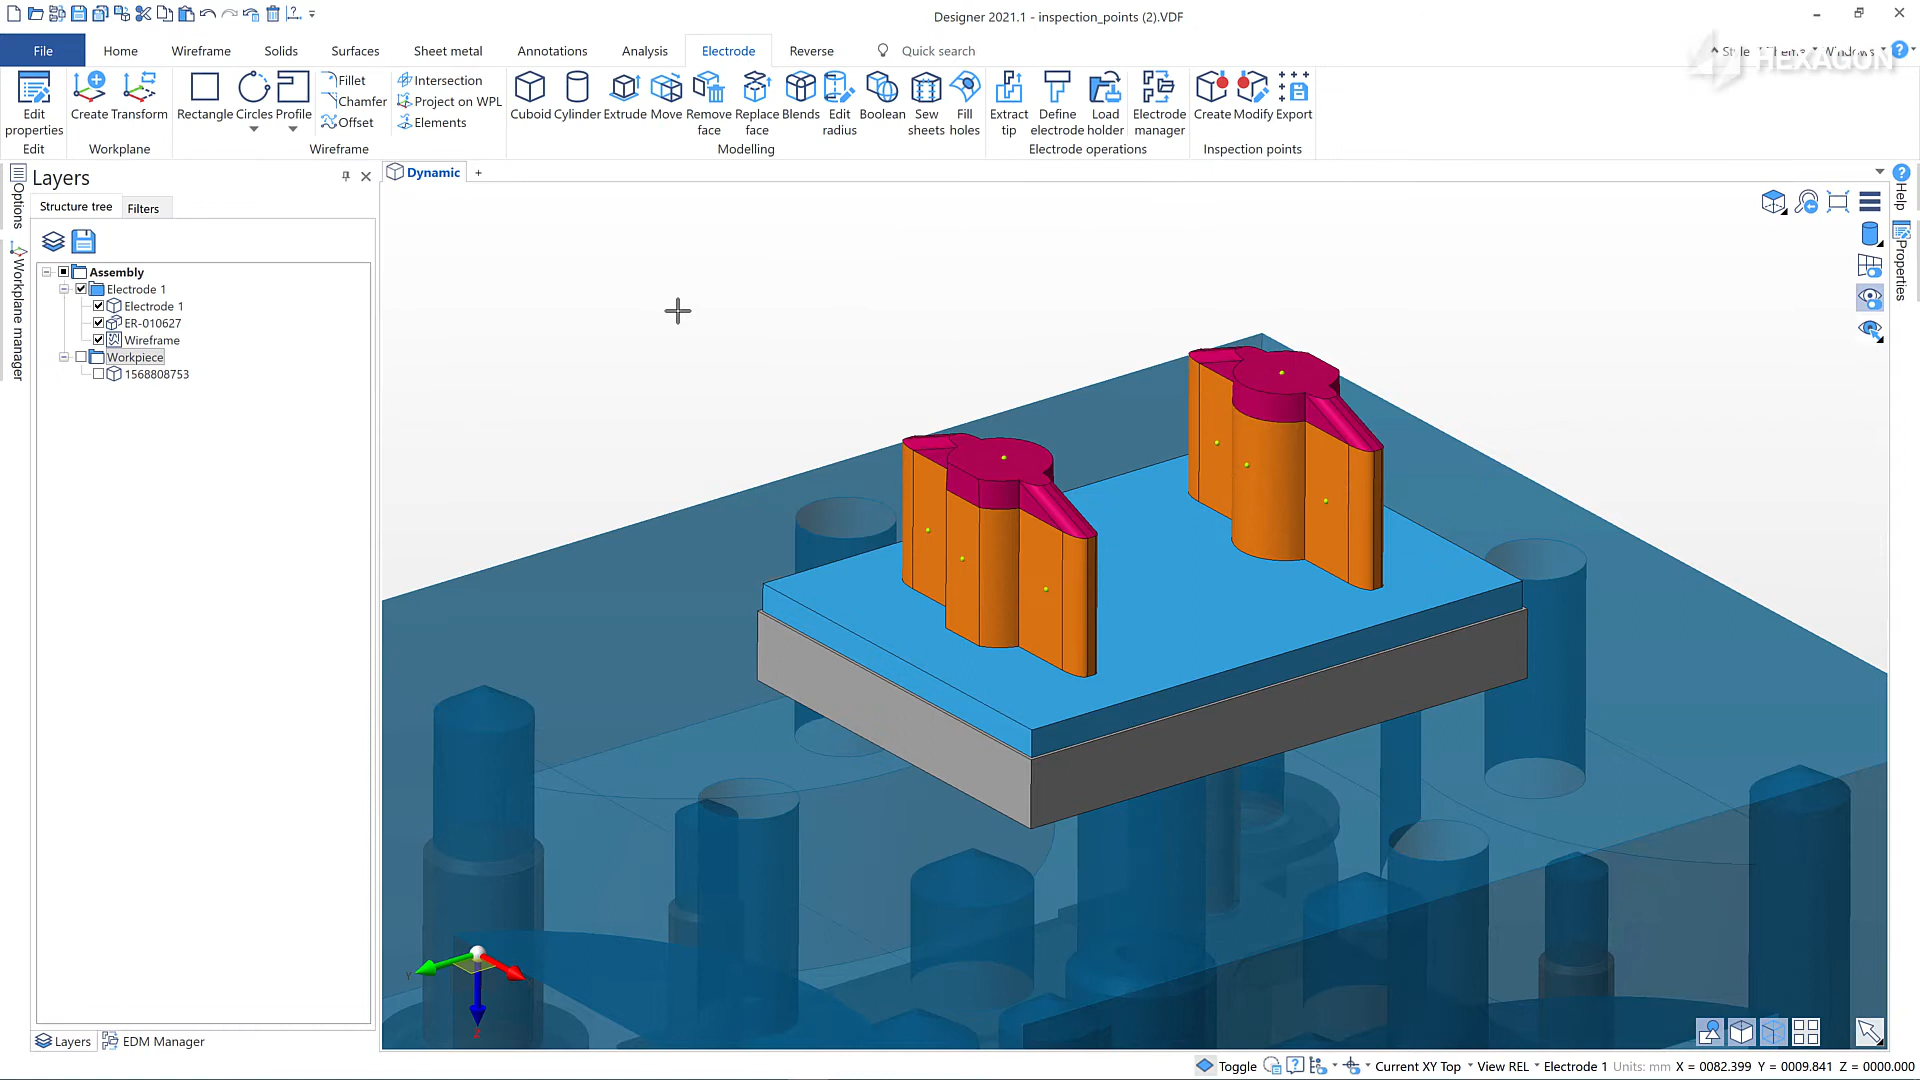 Designer 2021.1 - inspection_points (2).VDF
File Home Wireframe Solids Surfaces Sheet metal Annotations Analysis Electrode Reverse Quick search Style Theme Windows
HEXAGON
Edit properties Create Transform Rectangle Circles Profile Fillet Chamfer Offset Intersection Project on WPL Elements Cuboid Cylinder Extrude Move Remove face Replace face Blends Edit radius Boolean Sew sheets Fill holes Extract tip Define electrode Load holder Electrode manager Create Modify Export
Edit Workplane Wireframe Modelling Electrode operations Inspection points
Options
Workplane manager
Layers
Structure tree Filters
Assembly
Electrode 1
Electrode 1
ER-010627
Wireframe
Workpiece
1568808753
Layers EDM Manager
Dynamic +
Help
Properties
Y
Z
Toggle Current XY Top View REL Electrode 1 Units: mm X = 0082.399 Y = 0009.841 Z = 0000.000